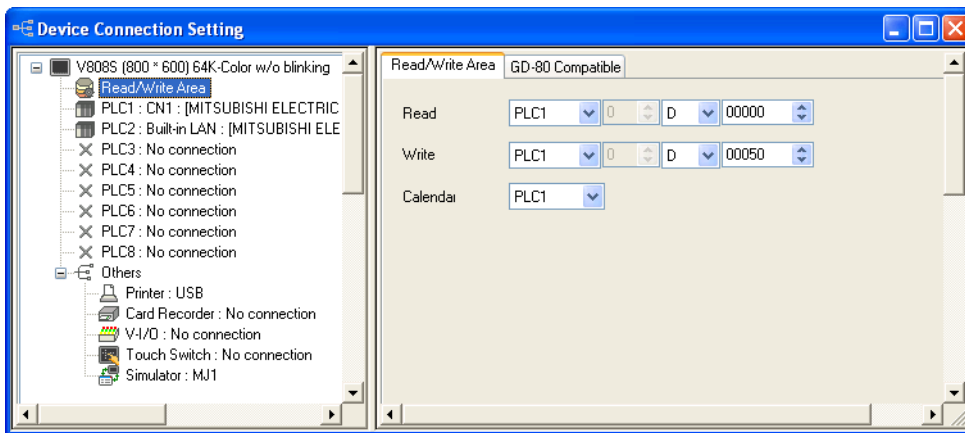 Device Connection Setting
V808S (800 * 600) 64K-Color w/o blinking
Read/Write Area
PLC1 : CN1 : [MITSUBISHI ELECTRIC
PLC2 : Built-in LAN : [MITSUBISHI ELE
PLC3 : No connection
PLC4 : No connection
PLC5 : No connection
PLC6 : No connection
PLC7 : No connection
PLC8 : No connection
Others
Printer : USB
Card Recorder : No connection
V-I/O : No connection
Touch Switch : No connection
Simulator : MJ1
Read/Write Area GD-80 Compatible
Read PLC1 0 D 00000
Write PLC1 0 D 00050
Calendar PLC1